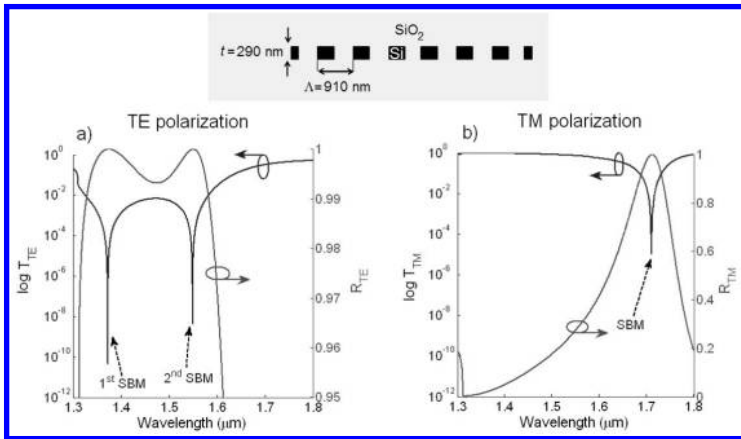 SiO₂
t=290 nm
Si
Λ=910 nm
TE polarization
TM polarization
a)
b)
10⁰
10⁻²
10⁻⁴
10⁻⁶
10⁻⁸
10⁻¹⁰
10⁻¹²
log T_TE
1
0.99
0.98
0.97
0.96
0.95
R_TE
1ˢᵗ SBM
2ⁿᵈ SBM
1.3 1.4 1.5 1.6 1.7 1.8
Wavelength (μm)
10⁰
10⁻²
10⁻⁴
10⁻⁶
10⁻⁸
10⁻¹⁰
10⁻¹²
log T_TM
1
0.8
0.6
0.4
0.2
0
R_TM
SBM
1.3 1.4 1.5 1.6 1.7 1.8
Wavelength (μm)